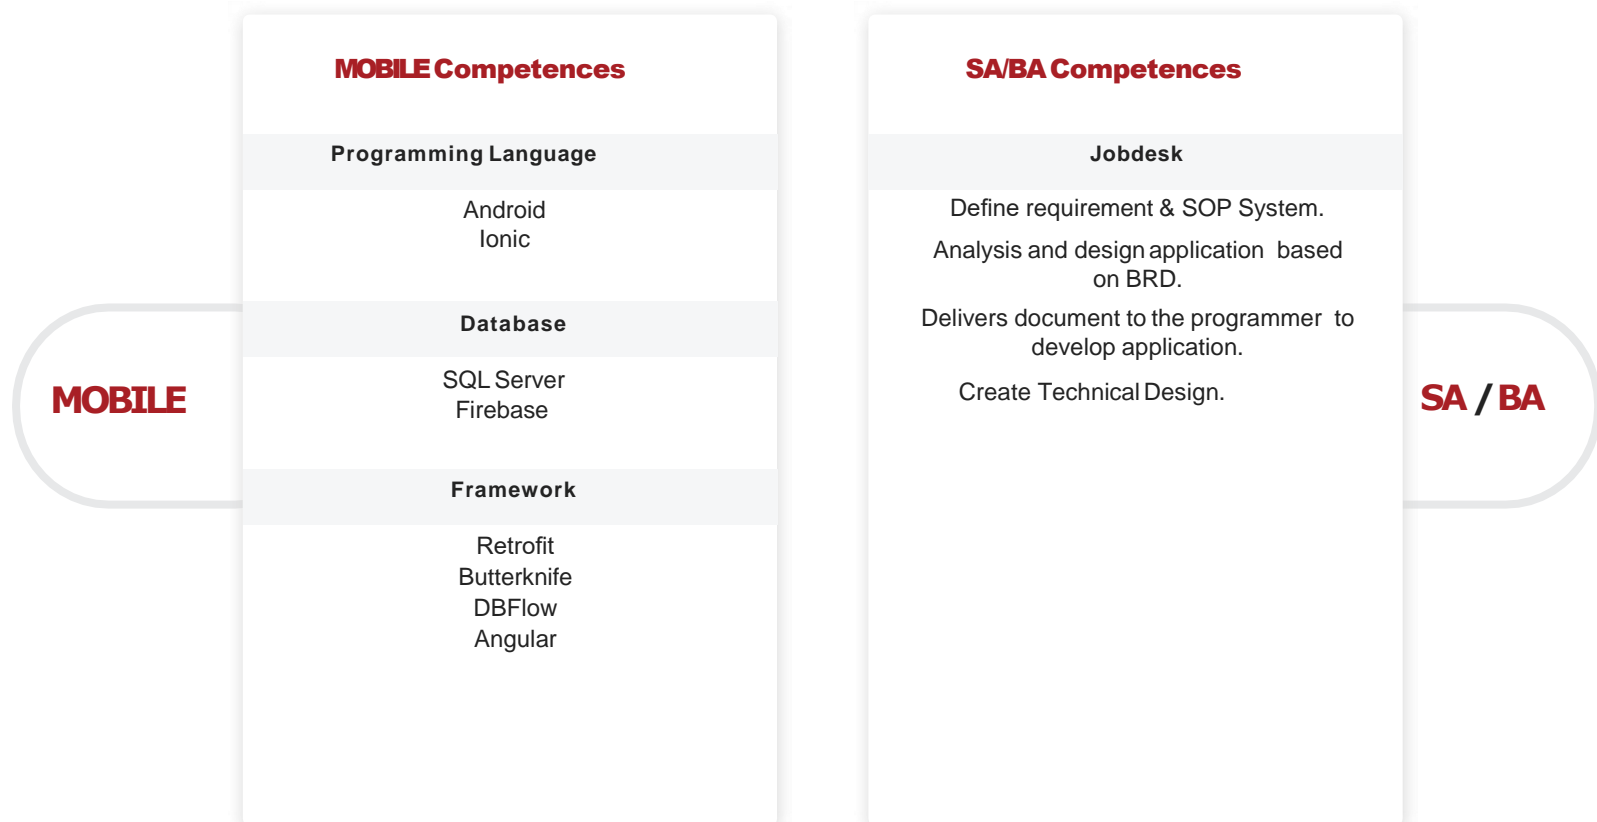 MOBILE
MOBILE Competences
Programming Language
Android
Ionic
Database
SQL Server
Firebase
Framework
Retrofit
Butterknife
DBFlow
Angular
SA/BA Competences
Jobdesk
Define requirement & SOP System.
Analysis and design application based
on BRD.
Delivers document to the programmer to
develop application.
Create Technical Design.
SA / BA